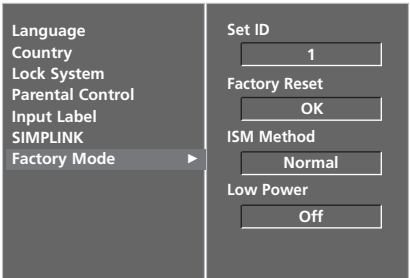 Language
Country
Lock System
Parental Control
Input Label
SIMPLINK
Factory Mode ►
Set ID
1
Factory Reset
OK
ISM Method
Normal
Low Power
Off